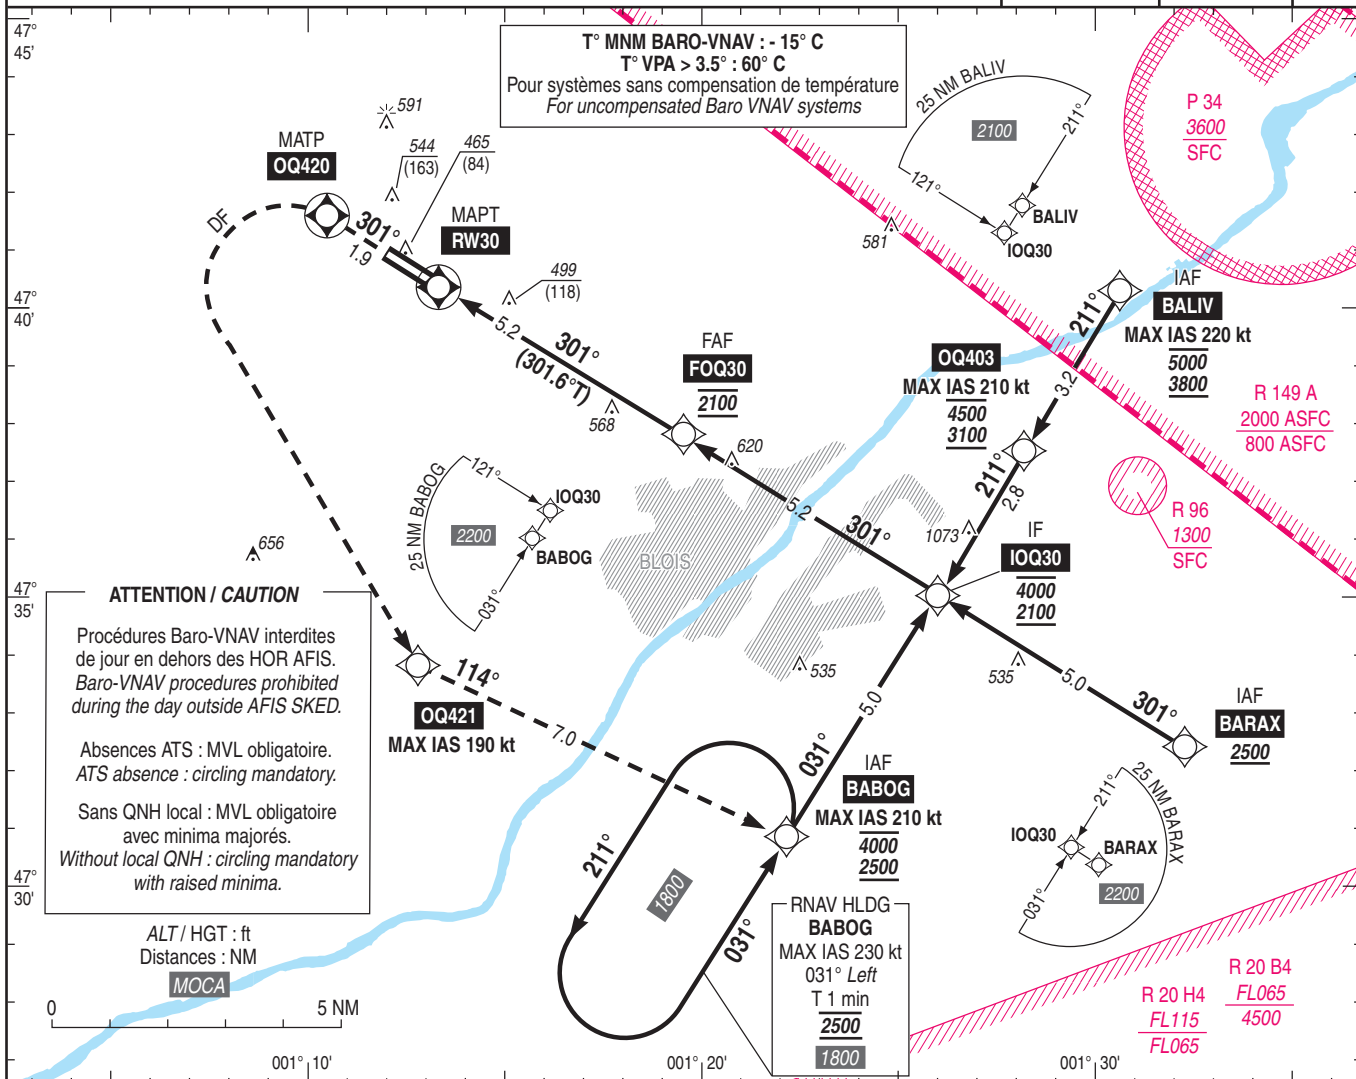 47°
45'
T° MNM BARO-VNAV : - 15° C
T° VPA > 3.5° : 60° C
Pour systèmes sans compensation de température
For uncompensated Baro VNAV systems
25 NM BALIV
2100
211°
121°
BALIV
IOQ30
P 34
3600
SFC
591
544
(163)
465
(84)
MATP
OQ420
DF
301°
1.9
MAPT
RW30
499
(118)
581
47°
40'
5.2
301°
(301.6°T)
568
FAF
FOQ30
2100
620
OQ403
MAX IAS 210 kt
4500
3100
IAF
BALIV
MAX IAS 220 kt
5000
3800
211°
3.2
R 149 A
2000 ASFC
800 ASFC
211°
2.8
1073
R 96
1300
SFC
25 NM BABOG
121°
IOQ30
2200
BABOG
031°
BLOIS
5.2
301°
IF
IOQ30
4000
2100
656
47°
35'
ATTENTION / CAUTION
Procédures Baro-VNAV interdites
de jour en dehors des HOR AFIS.
Baro-VNAV procedures prohibited
during the day outside AFIS SKED.
Absences ATS : MVL obligatoire.
ATS absence : circling mandatory.
Sans QNH local : MVL obligatoire
avec minima majorés.
Without local QNH : circling mandatory
with raised minima.
114°
OQ421
MAX IAS 190 kt
7.0
535
535
5.0
5.0
301°
IAF
BARAX
2500
031°
IAF
BABOG
MAX IAS 210 kt
4000
2500
211°
1800
031°
25 NM BARAX
211°
IOQ30
BARAX
2200
031°
47°
30'
RNAV HLDG
BABOG
MAX IAS 230 kt
031° Left
T 1 min
2500
1800
ALT / HGT : ft
Distances : NM
MOCA
0
5 NM
R 20 H4
FL115
FL065
R 20 B4
FL065
4500
001° 10'
001° 20'
001° 30'